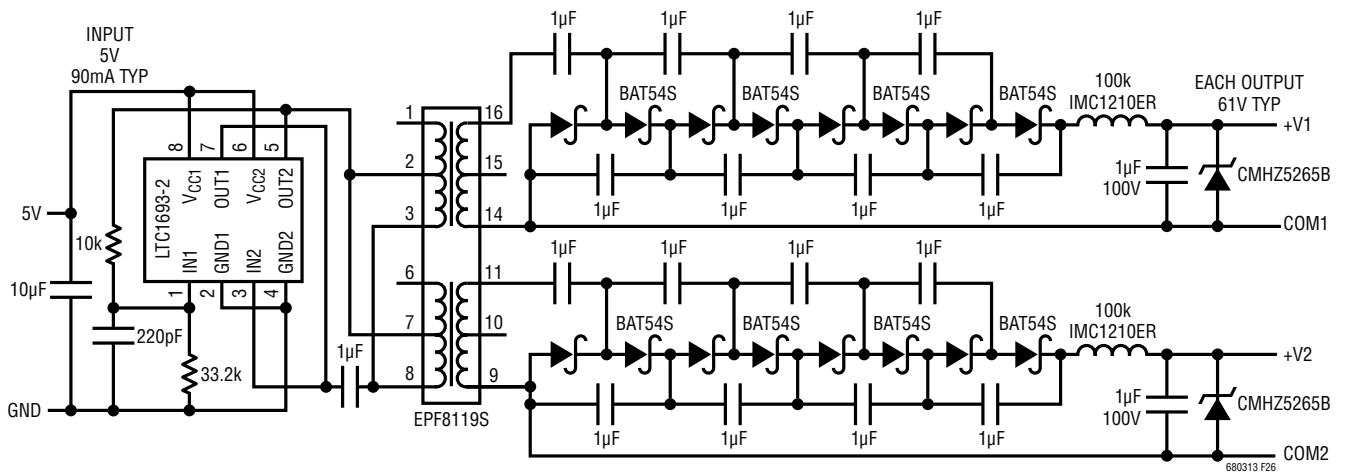 INPUT
5V
90mA TYP
5V
10µF
GND
10k
220pF
33.2k
1µF
LTC1693-2
8
7
6
5
VCC1
OUT1
VCC2
OUT2
IN1
GND1
IN2
GND2
1
2
3
4
1
2
3
6
7
8
16
15
14
11
10
9
EPF8119S
1µF
1µF
1µF
1µF
BAT54S
BAT54S
BAT54S
BAT54S
1µF
1µF
1µF
1µF
100k
IMC1210ER
EACH OUTPUT
61V TYP
+V1
1µF
100V
CMHZ5265B
COM1
1µF
1µF
1µF
1µF
BAT54S
BAT54S
BAT54S
BAT54S
1µF
1µF
1µF
1µF
100k
IMC1210ER
+V2
1µF
100V
CMHZ5265B
COM2
680313 F26